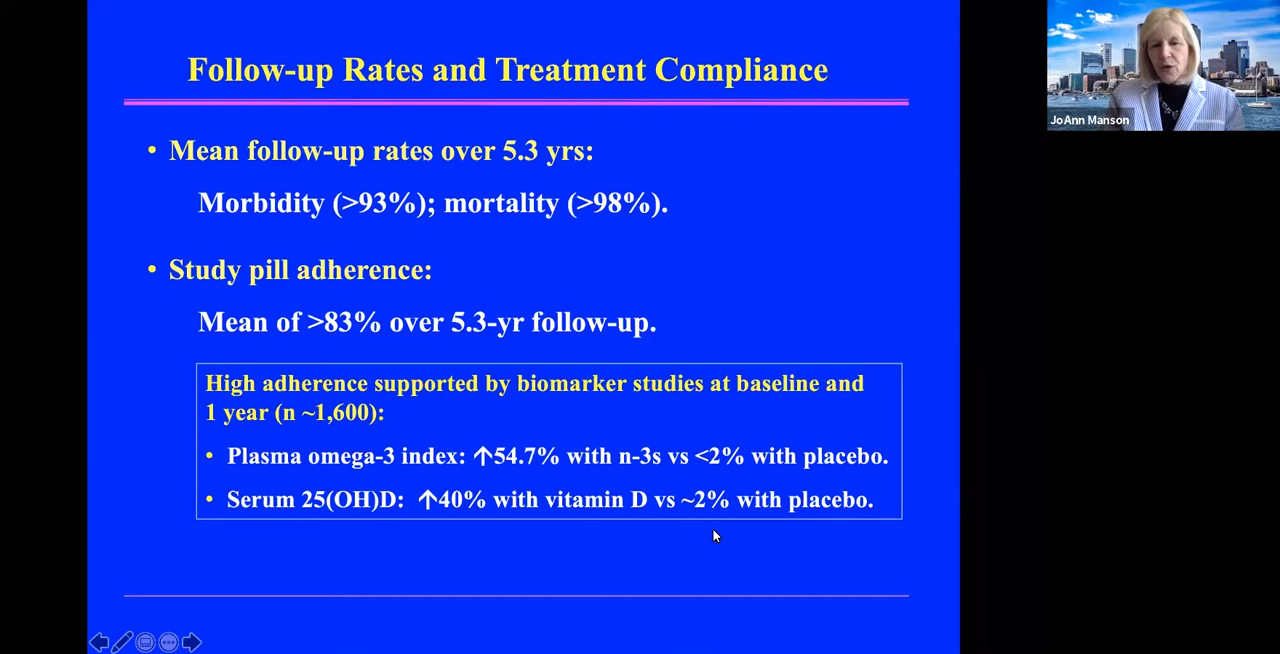 Follow-up Rates and Treatment Compliance
• Mean follow-up rates over 5.3 yrs:
Morbidity (>93%); mortality (>98%).
• Study pill adherence:
Mean of >83% over 5.3-yr follow-up.
High adherence supported by biomarker studies at baseline and
1 year (n ~1,600):
• Plasma omega-3 index: ↑54.7% with n-3s vs <2% with placebo.
• Serum 25(OH)D: ↑40% with vitamin D vs ~2% with placebo.
JoAnn Manson